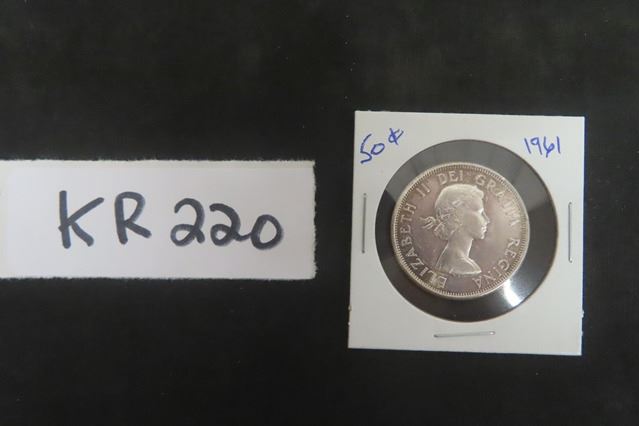 KR220
50¢
1961
ELIZABETH II DEI GRATIA REGINA